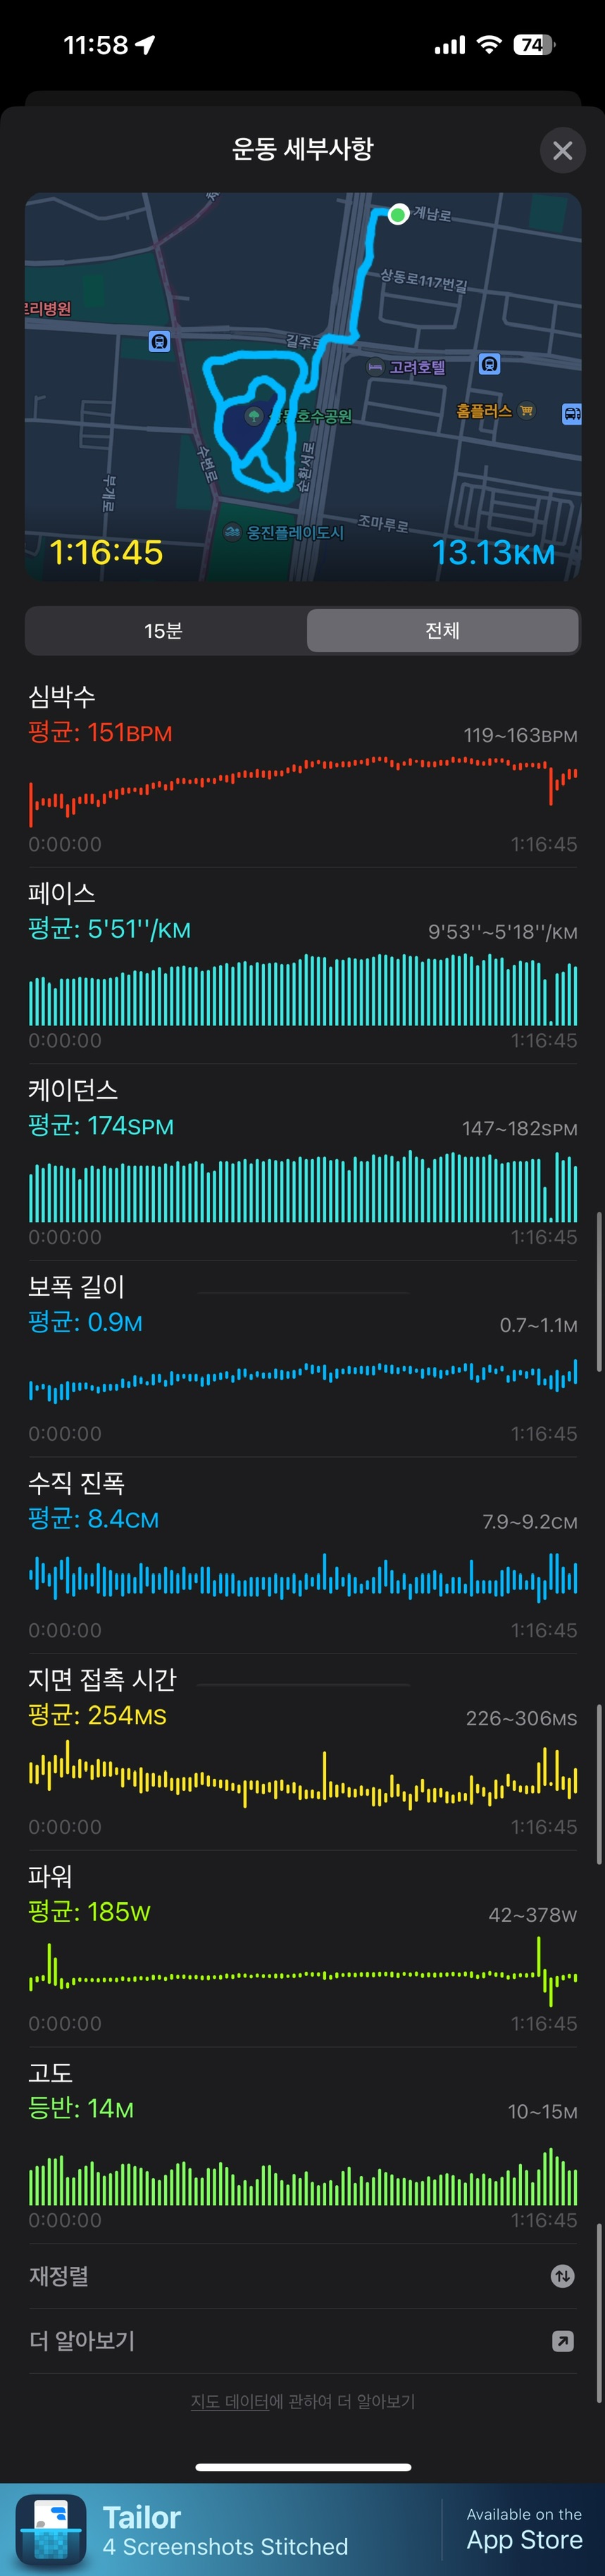 11:58
74
운동 세부사항
계남로
상동로117번길
르리병원
길주로
고려호텔
홈플러스
상동호수공원
수변로
순환서로
부개로
조마루로
웅진플레이도시
1:16:45
13.13KM
15분
전체
심박수
평균: 151BPM
119~163BPM
0:00:00
1:16:45
페이스
평균: 5'51''/KM
9'53''~5'18''/KM
0:00:00
1:16:45
케이던스
평균: 174SPM
147~182SPM
0:00:00
1:16:45
보폭 길이
평균: 0.9M
0.7~1.1M
0:00:00
1:16:45
수직 진폭
평균: 8.4CM
7.9~9.2CM
0:00:00
1:16:45
지면 접촉 시간
평균: 254MS
226~306MS
0:00:00
1:16:45
파워
평균: 185W
42~378W
0:00:00
1:16:45
고도
등반: 14M
10~15M
0:00:00
1:16:45
재정렬
더 알아보기
지도 데이터에 관하여 더 알아보기
Tailor
4 Screenshots Stitched
Available on the
App Store